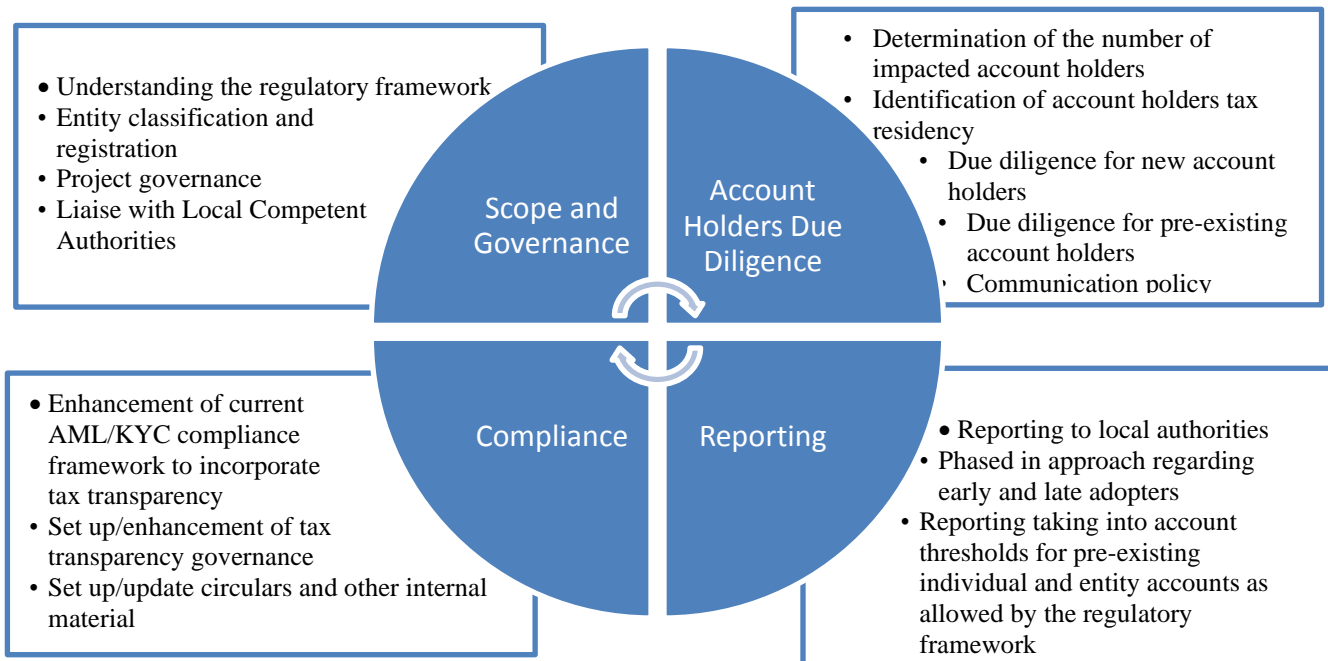 • Understanding the regulatory framework
• Entity classification and
registration
• Project governance
• Liaise with Local Competent
Authorities
• Determination of the number of
impacted account holders
• Identification of account holders tax
residency
• Due diligence for new account
holders
• Due diligence for pre-existing
account holders
• Communication policy
Scope and
Governance
Account
Holders Due
Diligence
Compliance
Reporting
• Enhancement of current
AML/KYC compliance
framework to incorporate
tax transparency
• Set up/enhancement of tax
transparency governance
• Set up/update circulars and other internal
material
• Reporting to local authorities
• Phased in approach regarding
early and late adopters
• Reporting taking into account
thresholds for pre-existing
individual and entity accounts as
allowed by the regulatory
framework